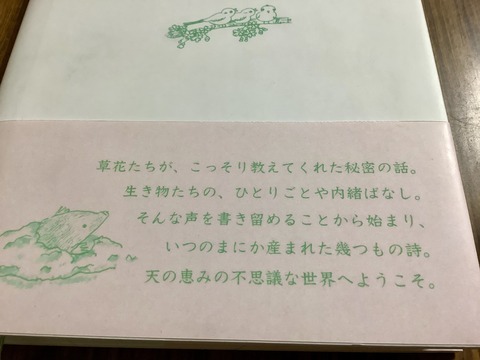 草花たちが、こっそり教えてくれた秘密の話。
生き物たちの、ひとりごとや内緒ばなし。
そんな声を書き留めることから始まり、
いつのまにか産まれた幾つもの詩。
天の恵みの不思議な世界へようこそ。